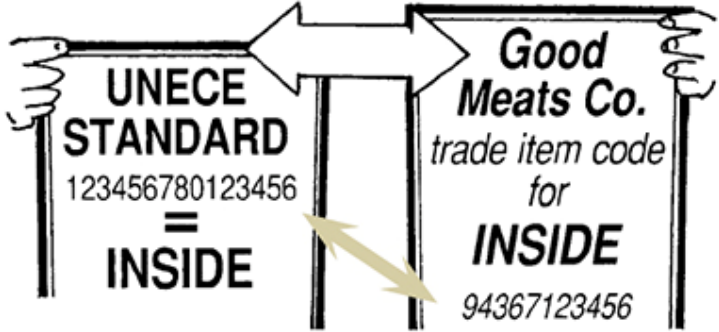 UNECE
STANDARD
123456780123456
=
INSIDE
Good
Meats Co.
trade item code
for
INSIDE
94367123456